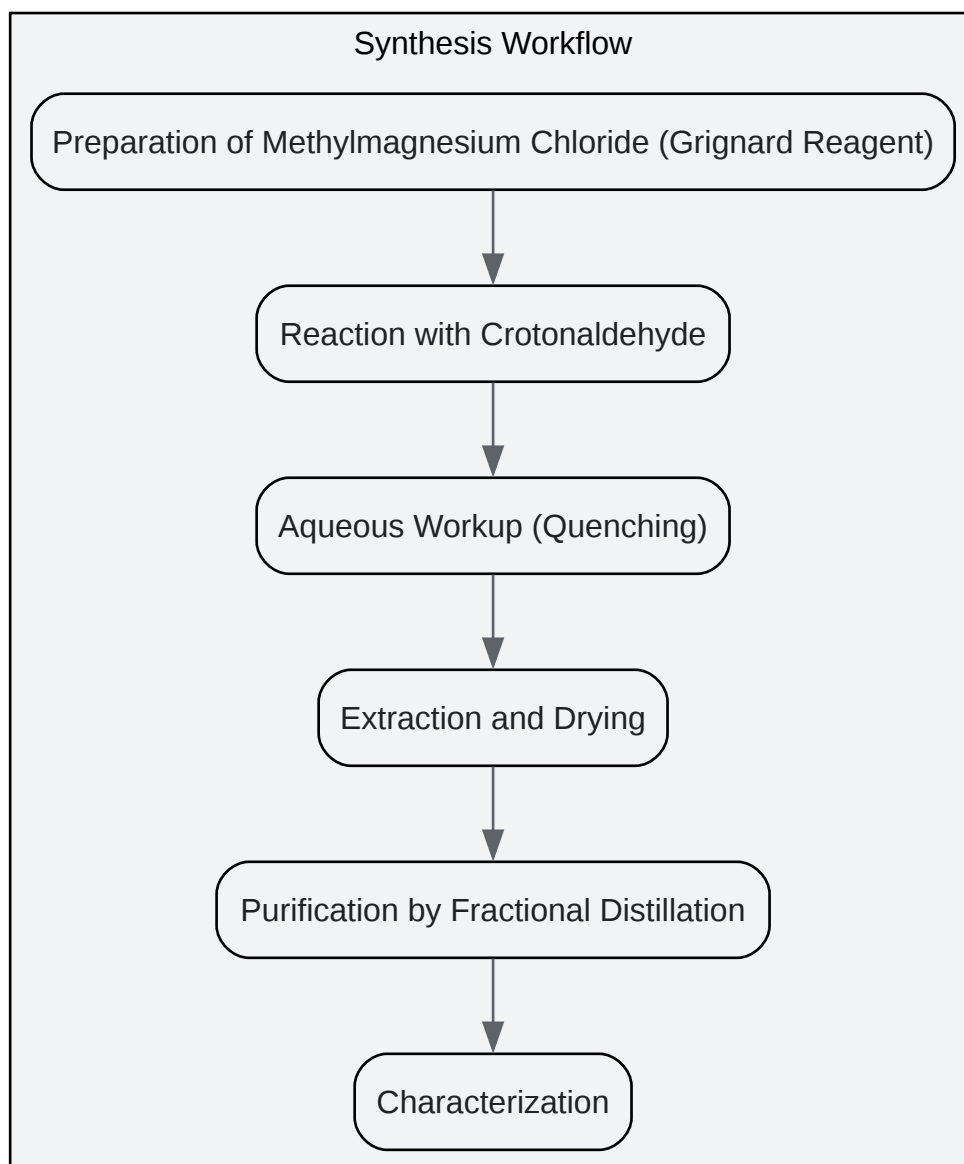 Synthesis Workflow
Preparation of Methylmagnesium Chloride (Grignard Reagent)
Reaction with Crotonaldehyde
Aqueous Workup (Quenching)
Extraction and Drying
Purification by Fractional Distillation
Characterization